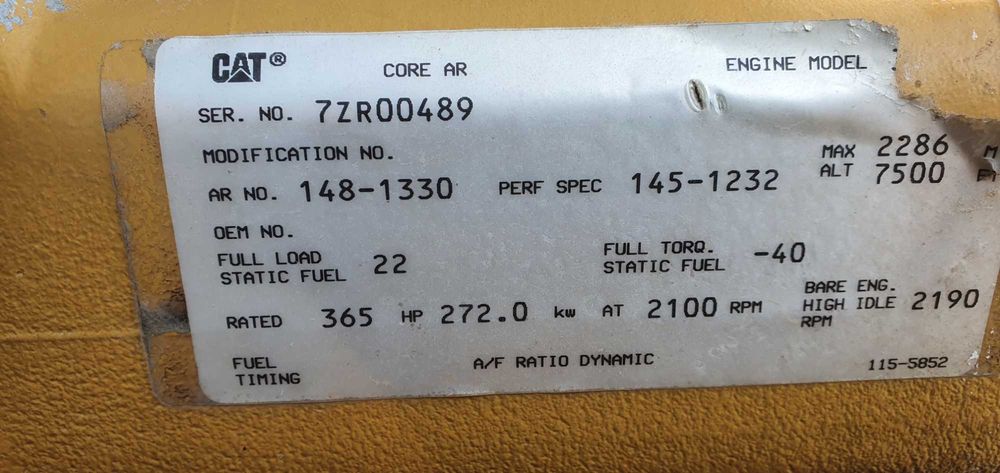 CAT® CORE AR ENGINE MODEL
SER. NO. 7ZR00489
MODIFICATION NO. MAX 2286 M
AR NO. 148-1330 PERF SPEC 145-1232 ALT 7500
OEM NO.
FULL LOAD FULL TORQ.
STATIC FUEL 22 STATIC FUEL -40
BARE ENG.
RATED 365 HP 272.0 kw AT 2100 RPM HIGH IDLE 2190
RPM
FUEL A/F RATIO DYNAMIC 115-5852
TIMING